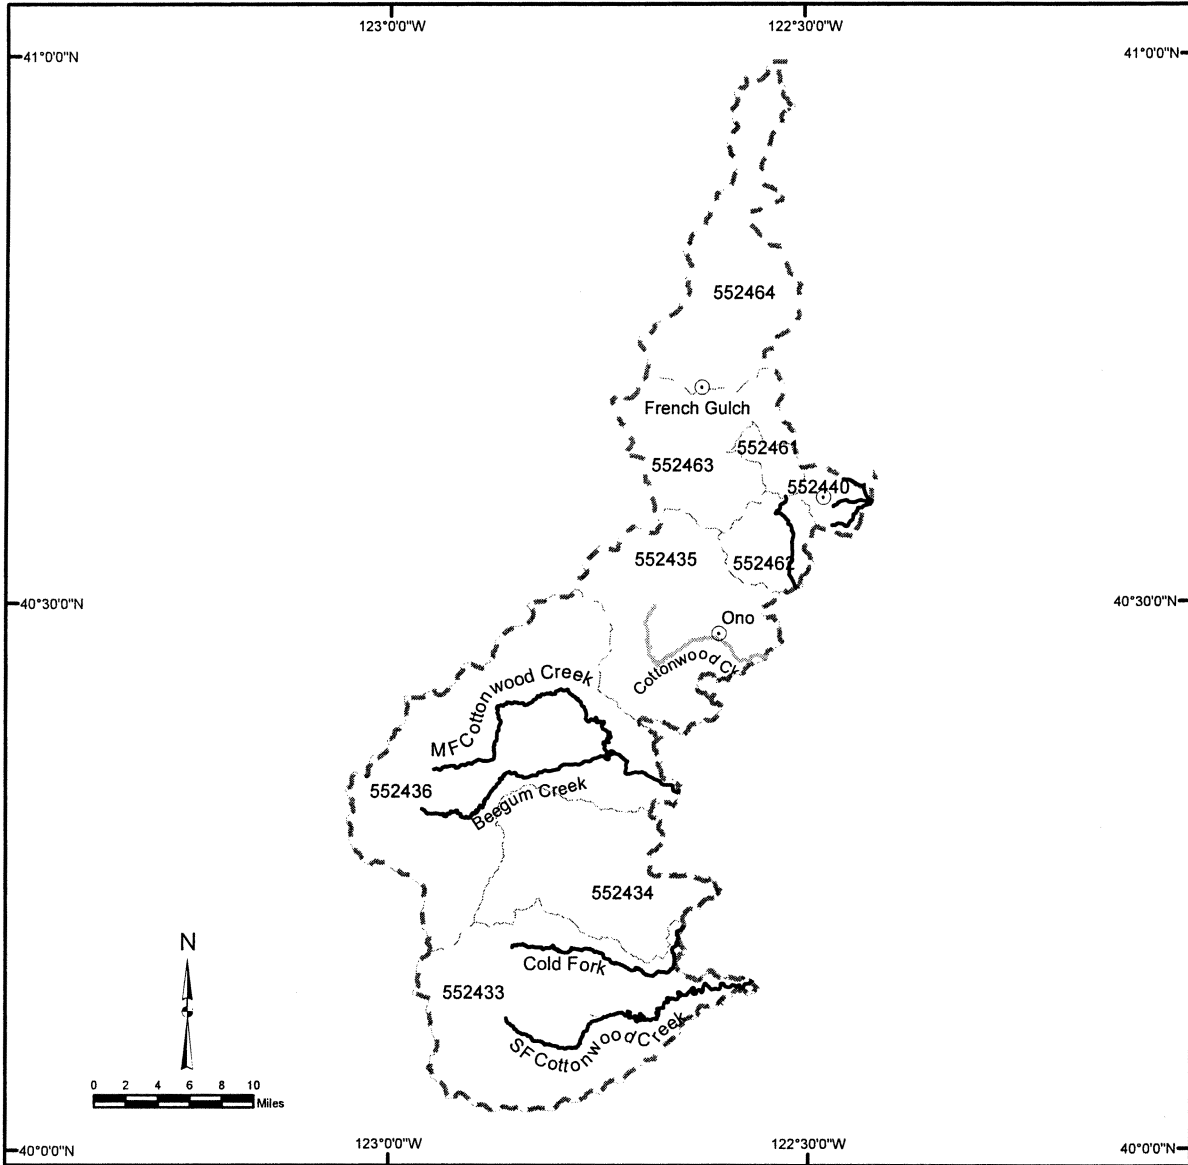 123°0'0"W
122°30'0"W
41°0'0"N
41°0'0"N
552464
French Gulch
552461
552463
552440
552435
552462
40°30'0"N
40°30'0"N
Ono
Cottonwood Ck
MFCottonwood Creek
552436
Beegum Creek
552434
N
Cold Fork
552433
SFCottonwoodCreek
0 2 4 6 8 10
Miles
40°0'0"N
40°0'0"N
123°0'0"W
122°30'0"W